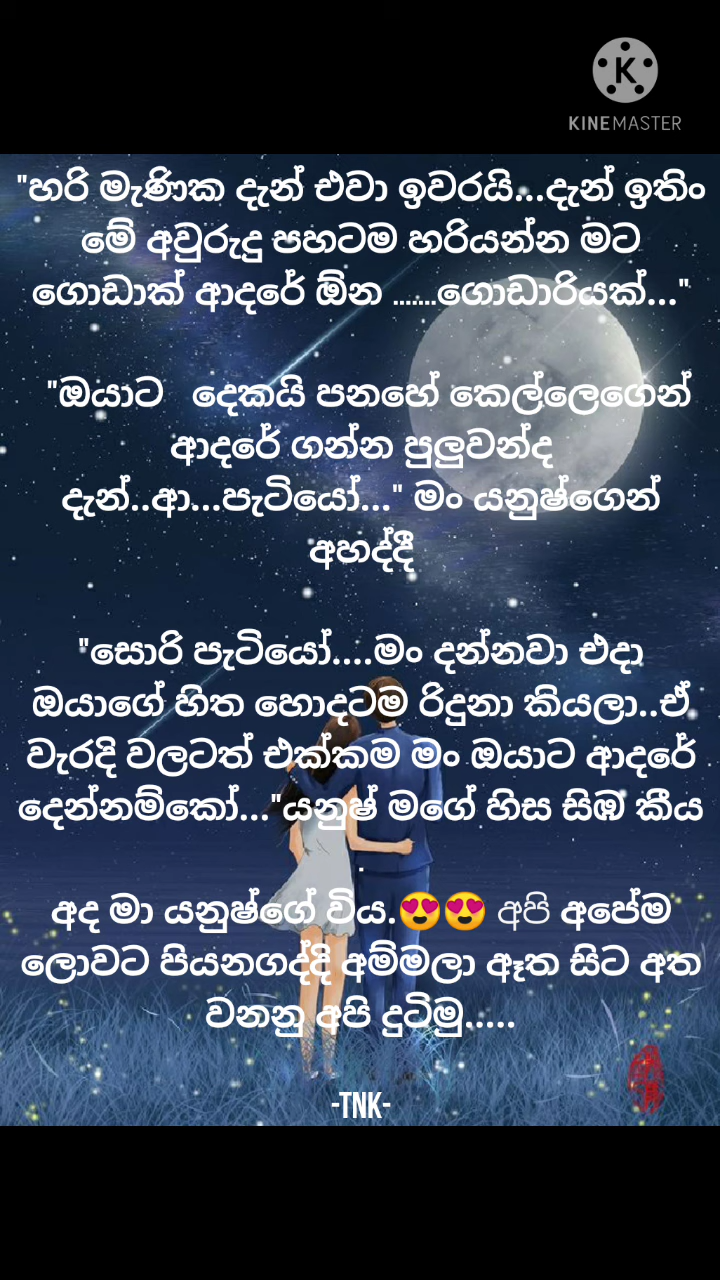 KINEMASTER
"හරි මැණික දැන් එවා ඉවරයි...දැන් ඉතිං
මේ අවුරුදු පහටම හරියන්න මට
ගොඩාක් ආදරේ ඕන .......ගොඩාරියක්..."
"ඔයාට දෙකයි පනහේ කෙල්ලෙගෙන්
ආදරේ ගන්න පුලුවන්ද
දැන්..ආ...පැටියෝ..." මං යනුෂ්ගෙන්
අහද්දී
"සොරි පැටියෝ....මං දන්නවා එදා
ඔයාගේ හිත හොදටම රිදුනා කියලා..ඒ
වැරදි වලටත් එක්කම මං ඔයාට ආදරේ
දෙන්නම්කෝ..."යනුෂ් මගේ හිස සිඹ කීය
.
අද මා යනුෂ්ගේ විය.😍😍 අපි අපේම
ලොවට පියනගද්දි අම්මලා ඈත සිට අත
වනනු අපි දුටිමු.....
-TNK-